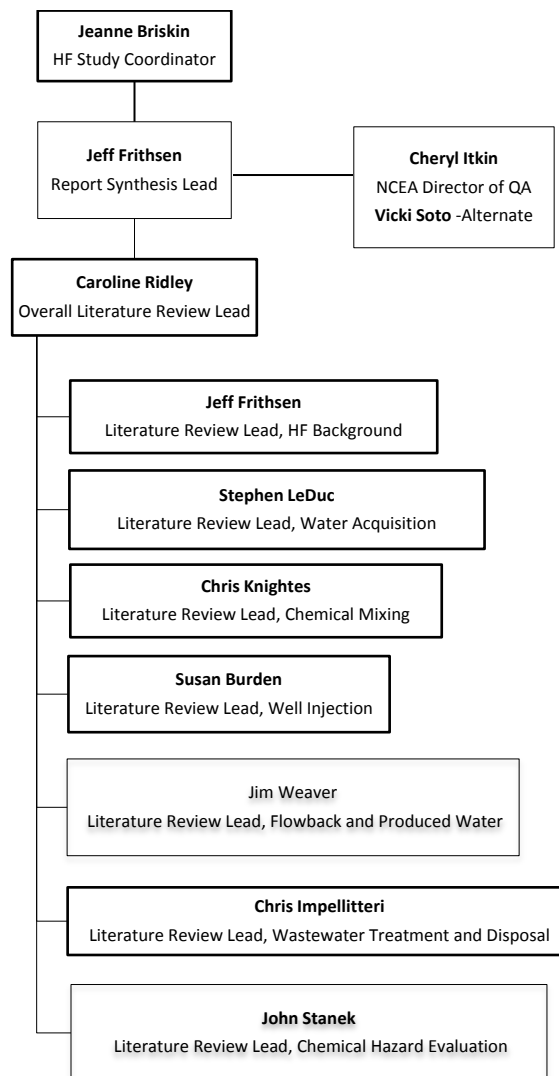 Jeanne Briskin
HF Study Coordinator
Jeff Frithsen
Report Synthesis Lead
Cheryl Itkin
NCEA Director of QA
Vicki Soto -Alternate
Caroline Ridley
Overall Literature Review Lead
Jeff Frithsen
Literature Review Lead, HF Background
Stephen LeDuc
Literature Review Lead, Water Acquisition
Chris Knightes
Literature Review Lead, Chemical Mixing
Susan Burden
Literature Review Lead, Well Injection
Jim Weaver
Literature Review Lead, Flowback and Produced Water
Chris Impellitteri
Literature Review Lead, Wastewater Treatment and Disposal
John Stanek
Literature Review Lead, Chemical Hazard Evaluation